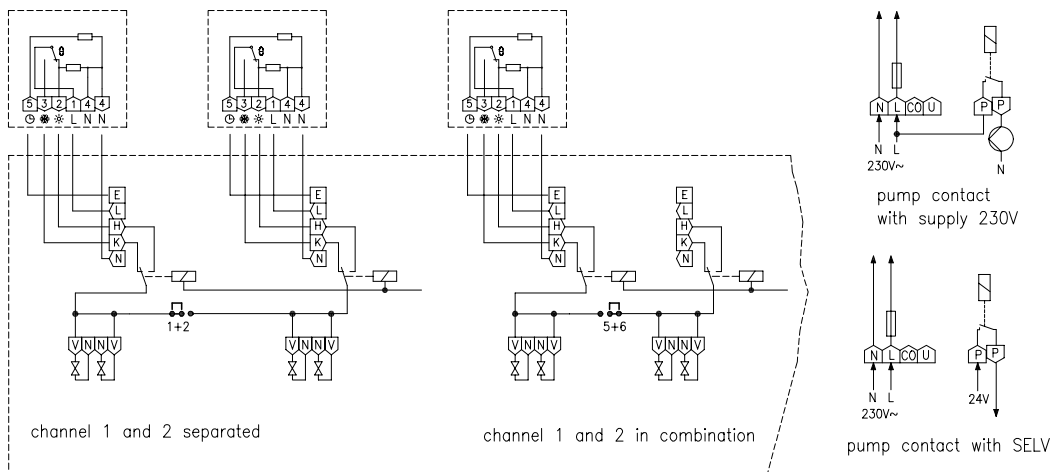 5 3 2 1 4 4
L N N
5 3 2 1 4 4
L N N
5 3 2 1 4 4
L N N
E
L
H
K
N
E
L
H
K
N
E
L
H
K
N
E
L
H
K
N
1+2
5+6
V N N V
V N N V
V N N V
V N N V
channel 1 and 2 separated
channel 1 and 2 in combination
N L CO U
P P
N L
230V~
N
pump contact
with supply 230V
N L CO U
P P
N L
230V~
24V
pump contact with SELV